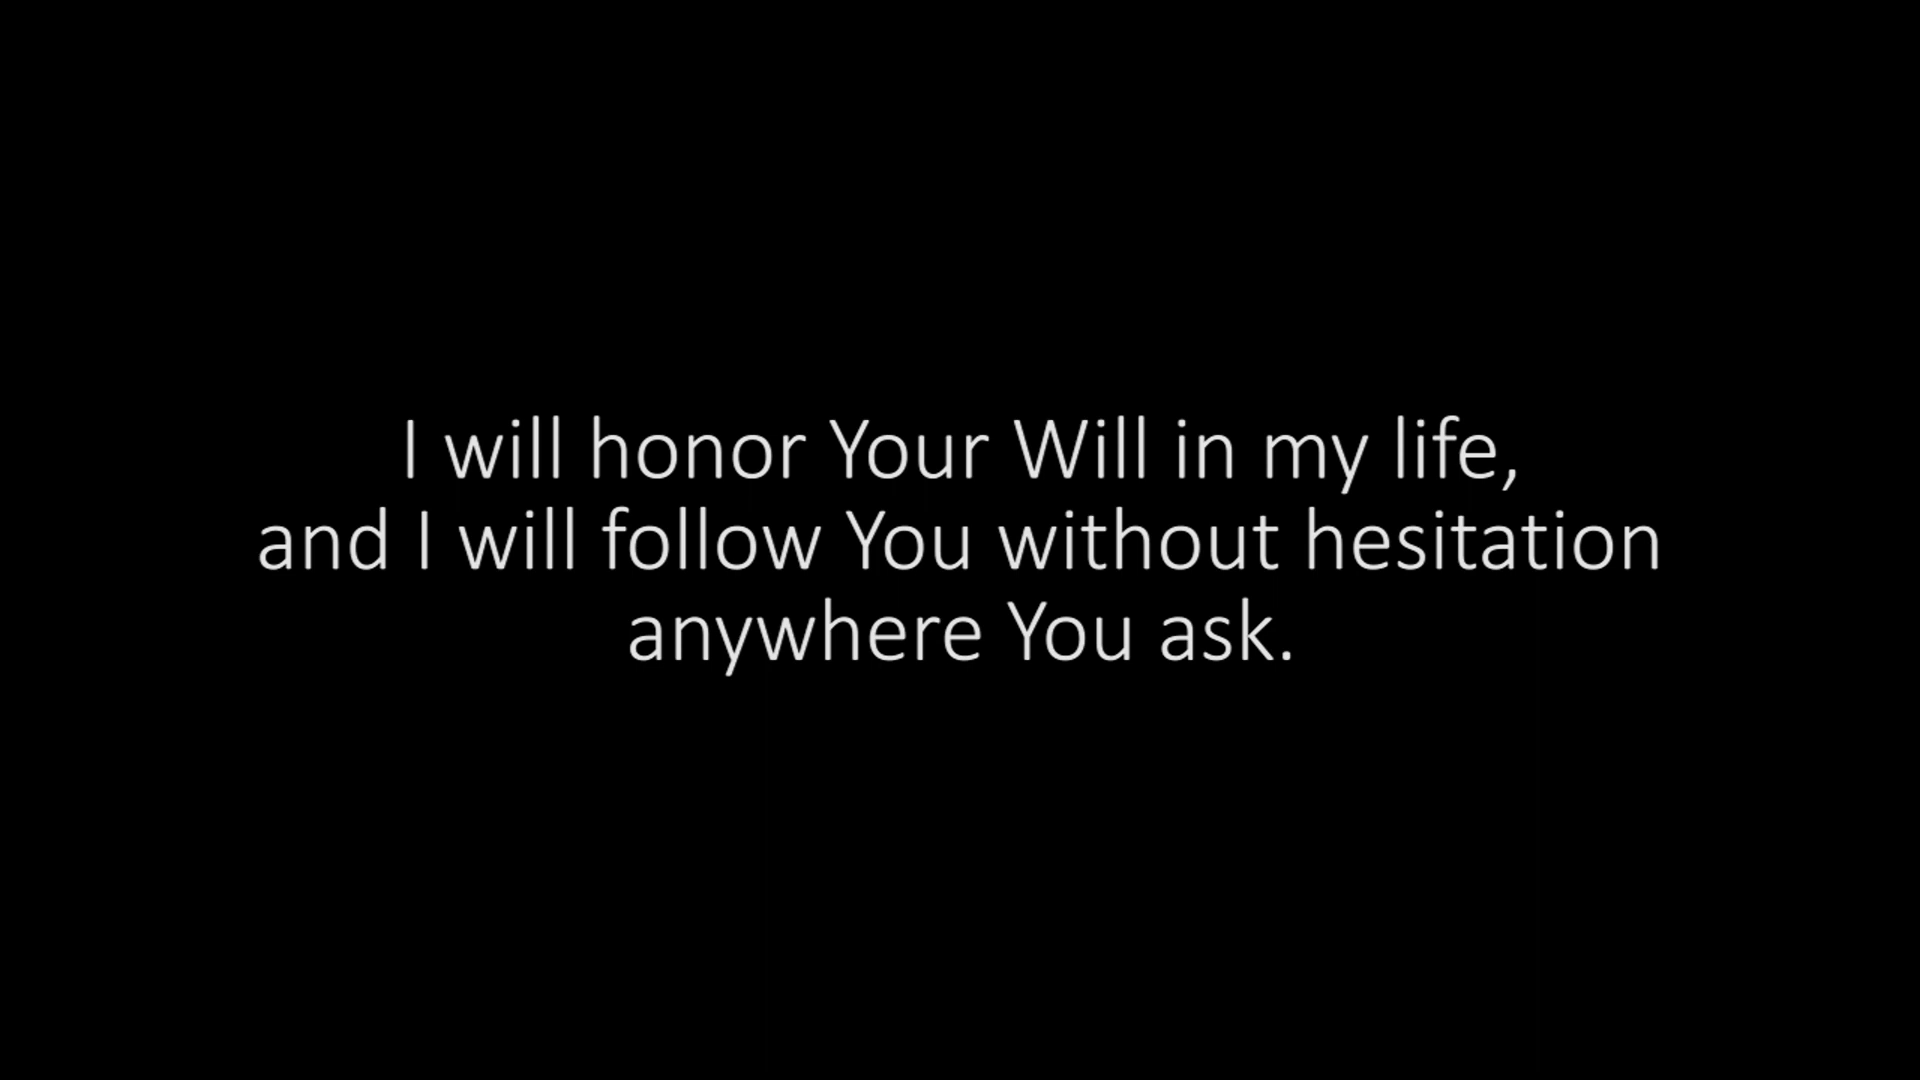 I will honor Your Will in my life,
and I will follow You without hesitation
anywhere You ask.